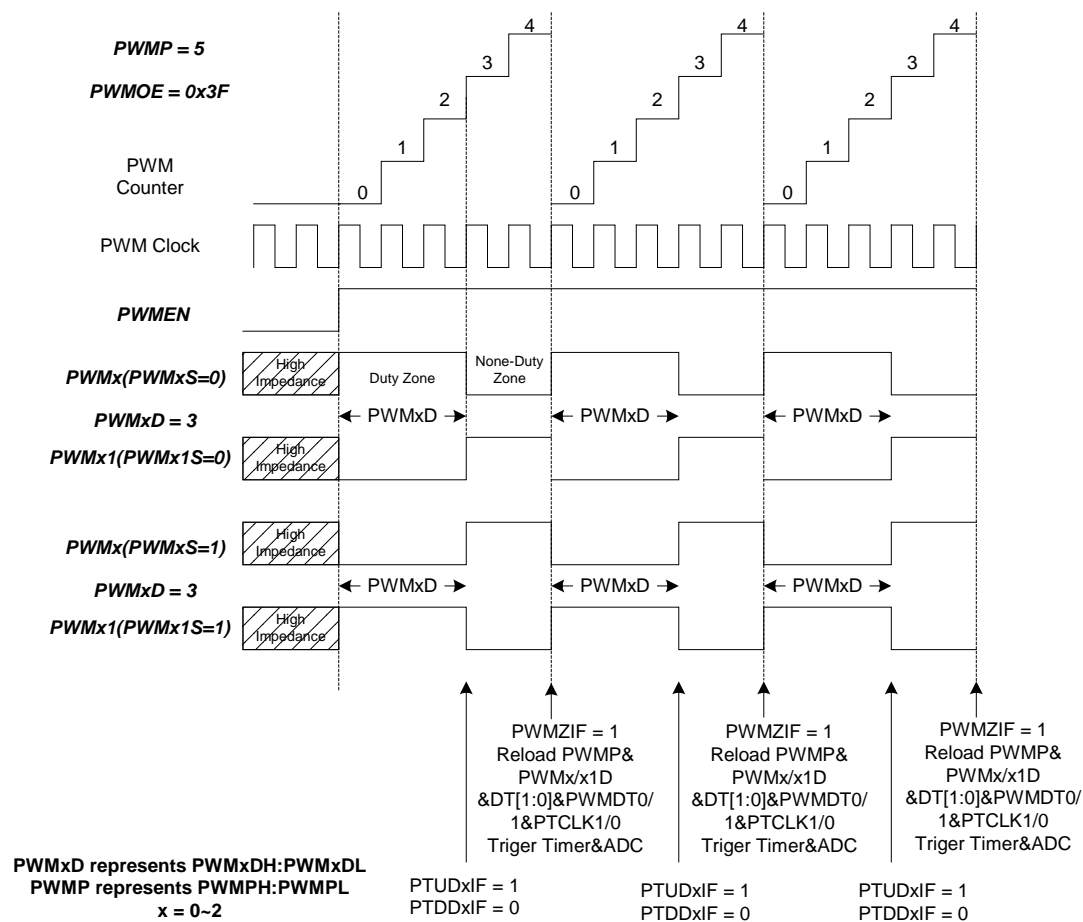 PWMP = 5
PWMOE = 0x3F
PWM
Counter
0
1
2
3
4
0
1
2
3
4
0
1
2
3
4
PWM Clock
PWMEN
PWMx(PWMxS=0)
High
Impedance
Duty Zone
None-Duty
Zone
PWMxD = 3
PWMxD
PWMxD
PWMxD
PWMx1(PWMx1S=0)
High
Impedance
PWMx(PWMxS=1)
High
Impedance
PWMxD = 3
PWMxD
PWMxD
PWMxD
PWMx1(PWMx1S=1)
High
Impedance
PWMZIF = 1
Reload PWMP&
PWMx/x1D
&DT[1:0]&PWMDT0/
1&PTCLK1/0
Triger Timer&ADC
PWMZIF = 1
Reload PWMP&
PWMx/x1D
&DT[1:0]&PWMDT0/
1&PTCLK1/0
Triger Timer&ADC
PWMZIF = 1
Reload PWMP&
PWMx/x1D
&DT[1:0]&PWMDT0/
1&PTCLK1/0
Triger Timer&ADC
PWMxD represents PWMxDH:PWMxDL
PWMP represents PWMPH:PWMPL
x = 0~2
PTUDxIF = 1
PTDDxIF = 0
PTUDxIF = 1
PTDDxIF = 0
PTUDxIF = 1
PTDDxIF = 0